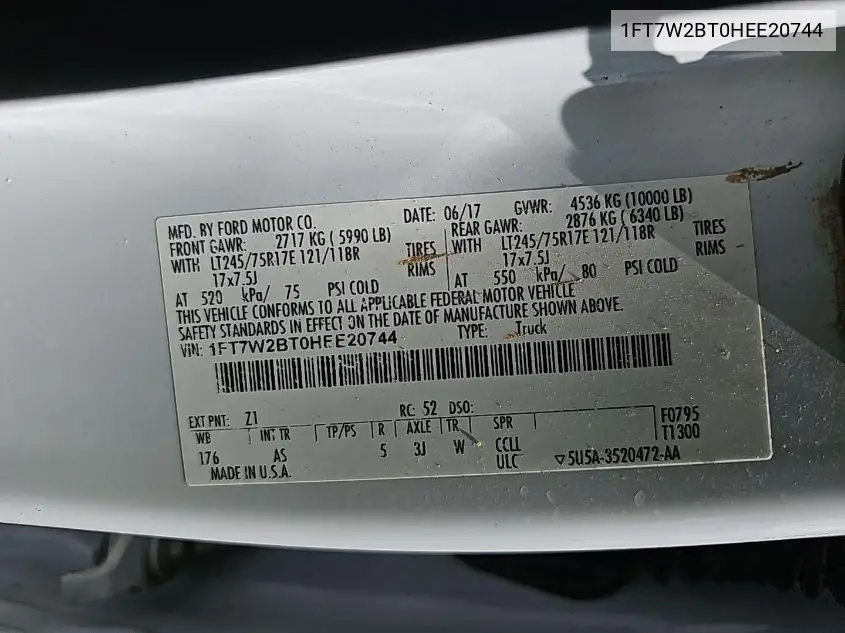 1FT7W2BT0HEE20744
MFD. BY FORD MOTOR CO. DATE: 06/17 GVWR: 4536 KG (10000 LB)
FRONT GAWR: 2717 KG ( 5990 LB) REAR GAWR: 2876 KG ( 6340 LB)
WITH LT245/75R17E 121/118R TIRES WITH LT245/75R17E 121/118R TIRES
17x7.5J RIMS 17x7.5J RIMS
AT 520 kPa/ 75 PSI COLD AT 550 kPa/ 80 PSI COLD
THIS VEHICLE CONFORMS TO ALL APPLICABLE FEDERAL MOTOR VEHICLE
SAFETY STANDARDS IN EFFECT ON THE DATE OF MANUFACTURE SHOWN ABOVE.
VIN: 1FT7W2BT0HEE20744 TYPE: Truck
EXT PNT: Z1 RC: 52 DSO: F0795
WB INT TR TP/PS R AXLE TR SPR T1300
176 AS 5 3J W CCLL
ULC ▽5U5A-3520472-AA
MADE IN U.S.A.